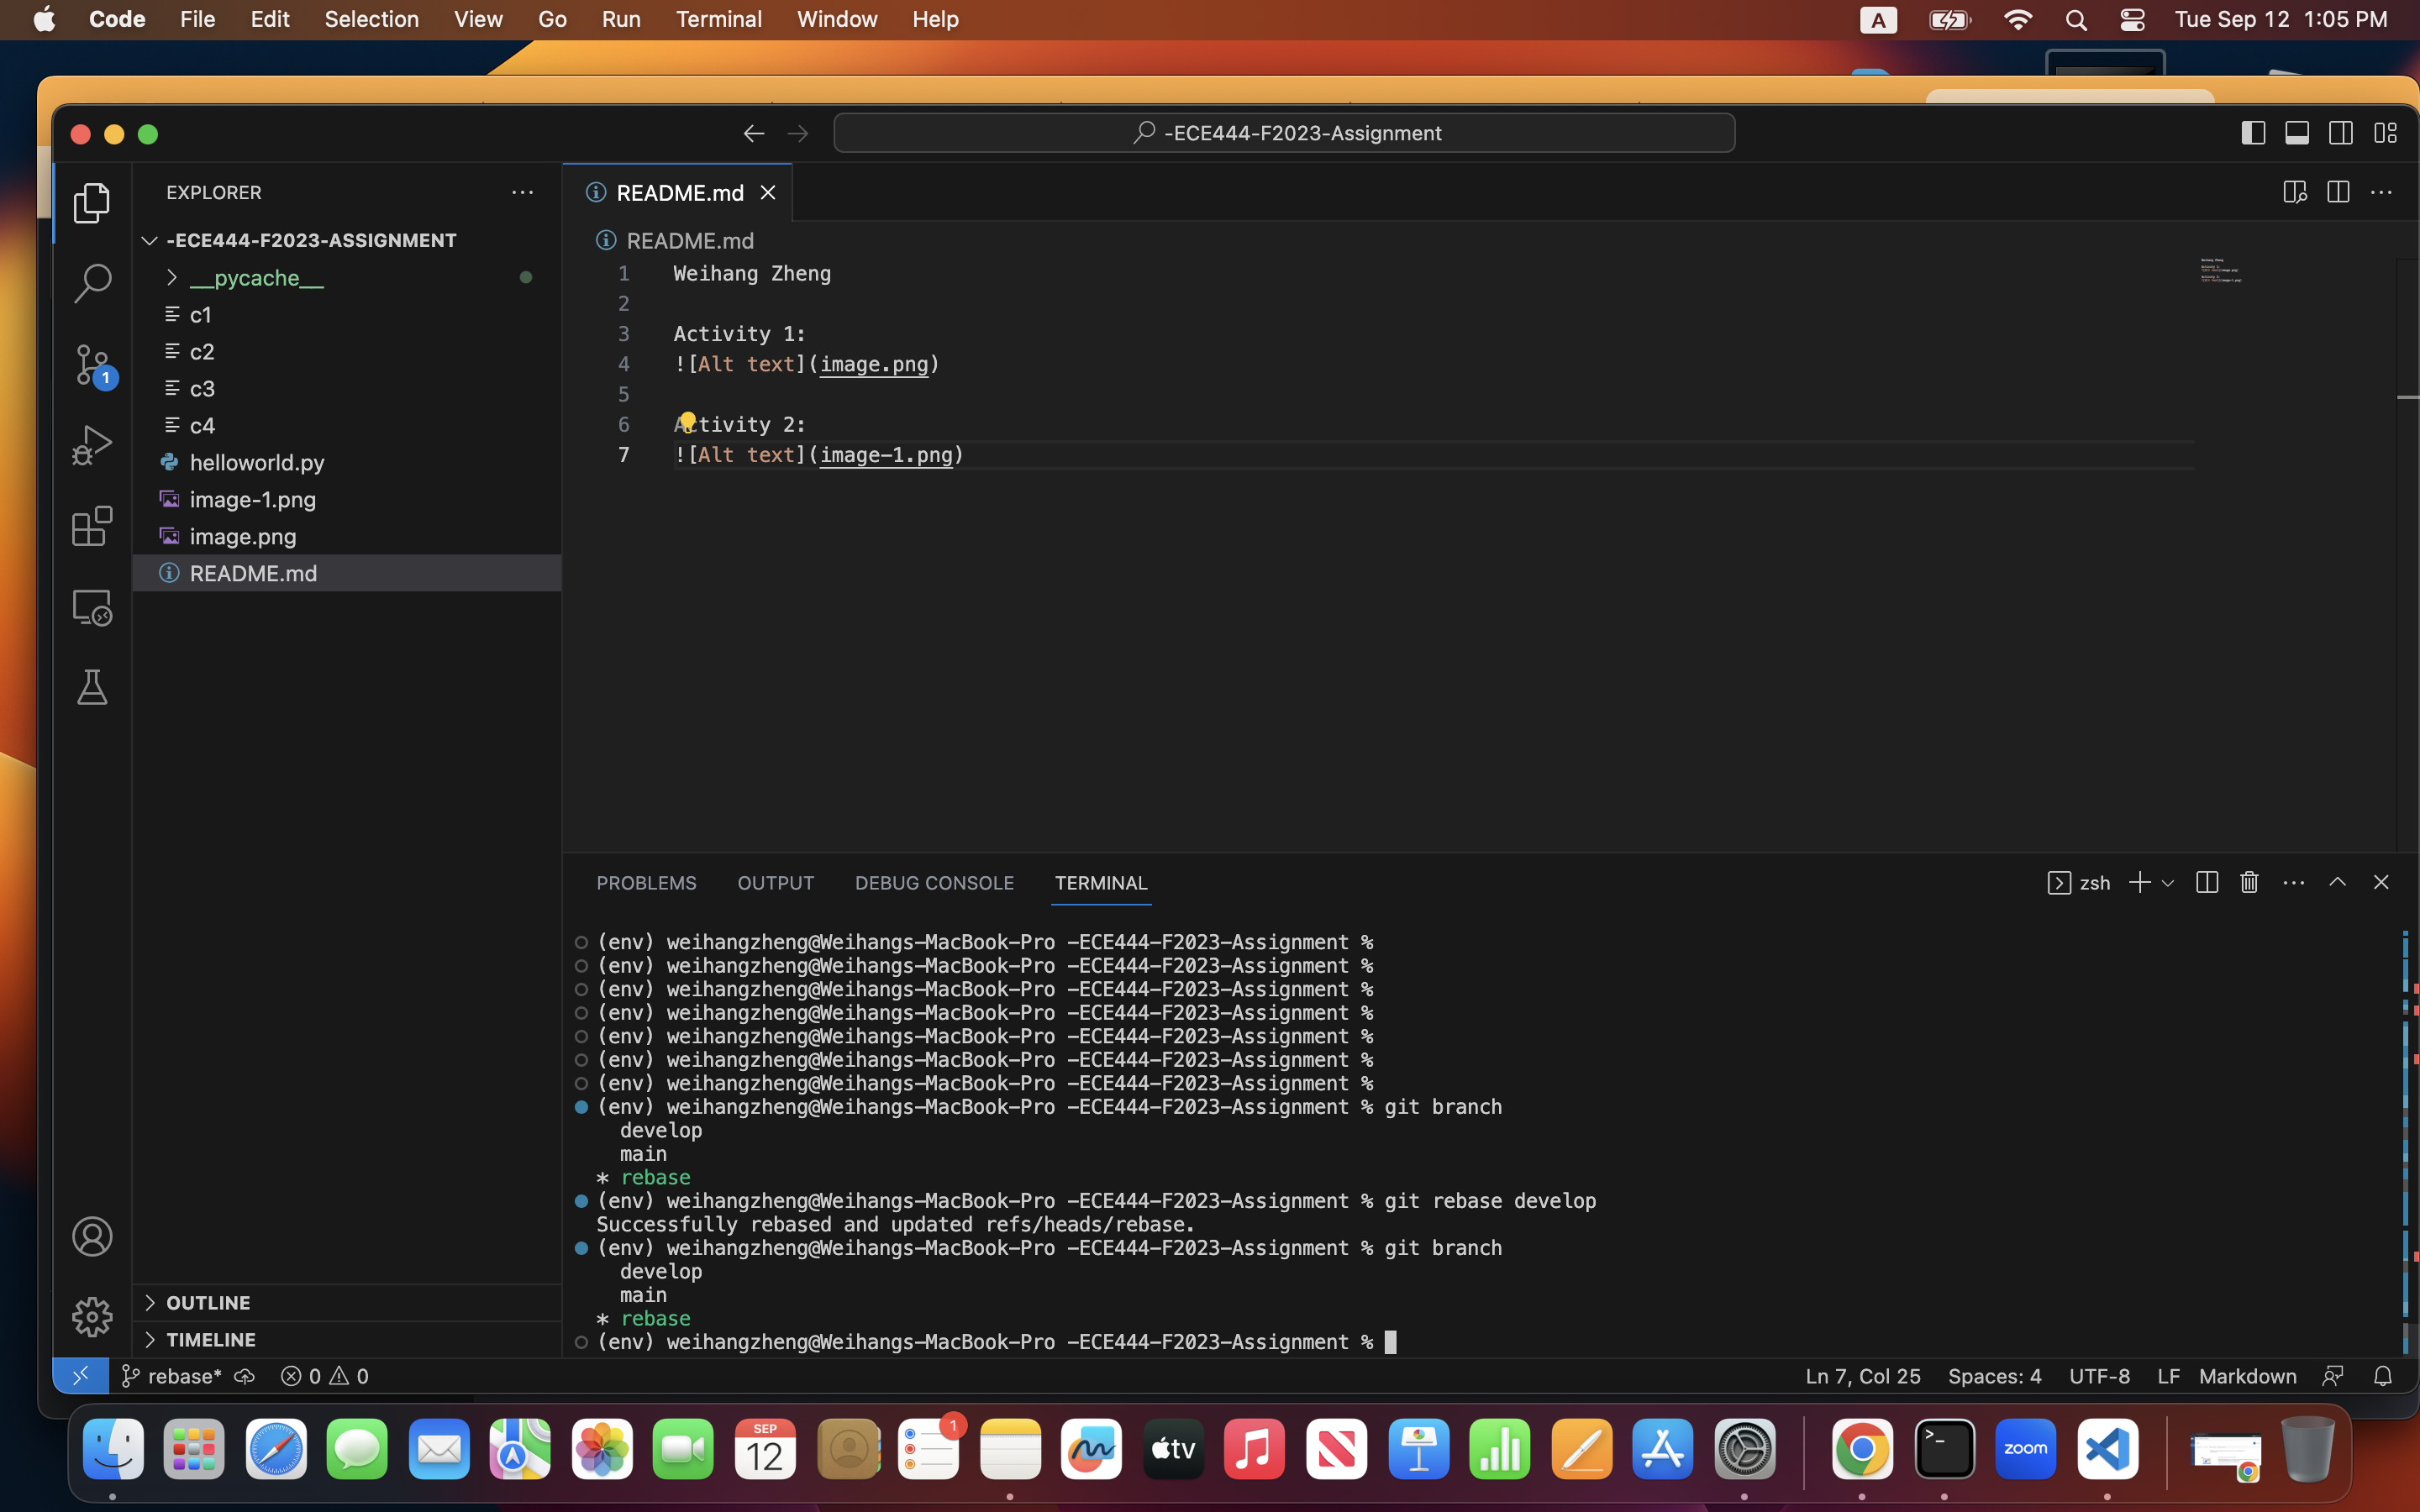 Code File Edit Selection View Go Run Terminal Window Help A Tue Sep 12 1:05 PM
-ECE444-F2023-Assignment
EXPLORER
README.md
-ECE444-F2023-ASSIGNMENT
README.md
__pycache__
c1
c2
c3
c4
helloworld.py
image-1.png
image.png
README.md
1
1 Weihang Zheng
2
3 Activity 1:
4 ![Alt text](image.png)
5
6 Activity 2:
7 ![Alt text](image-1.png)
PROBLEMS OUTPUT DEBUG CONSOLE TERMINAL
zsh
(env) weihangzheng@Weihangs-MacBook-Pro -ECE444-F2023-Assignment %
(env) weihangzheng@Weihangs-MacBook-Pro -ECE444-F2023-Assignment %
(env) weihangzheng@Weihangs-MacBook-Pro -ECE444-F2023-Assignment %
(env) weihangzheng@Weihangs-MacBook-Pro -ECE444-F2023-Assignment %
(env) weihangzheng@Weihangs-MacBook-Pro -ECE444-F2023-Assignment %
(env) weihangzheng@Weihangs-MacBook-Pro -ECE444-F2023-Assignment %
(env) weihangzheng@Weihangs-MacBook-Pro -ECE444-F2023-Assignment %
(env) weihangzheng@Weihangs-MacBook-Pro -ECE444-F2023-Assignment % git branch
develop
main
* rebase
(env) weihangzheng@Weihangs-MacBook-Pro -ECE444-F2023-Assignment % git rebase develop
Successfully rebased and updated refs/heads/rebase.
(env) weihangzheng@Weihangs-MacBook-Pro -ECE444-F2023-Assignment % git branch
develop
main
* rebase
(env) weihangzheng@Weihangs-MacBook-Pro -ECE444-F2023-Assignment %
OUTLINE
TIMELINE
rebase* 0 0 Ln 7, Col 25 Spaces: 4 UTF-8 LF Markdown
SEP
12
1
tv
>_
zoom